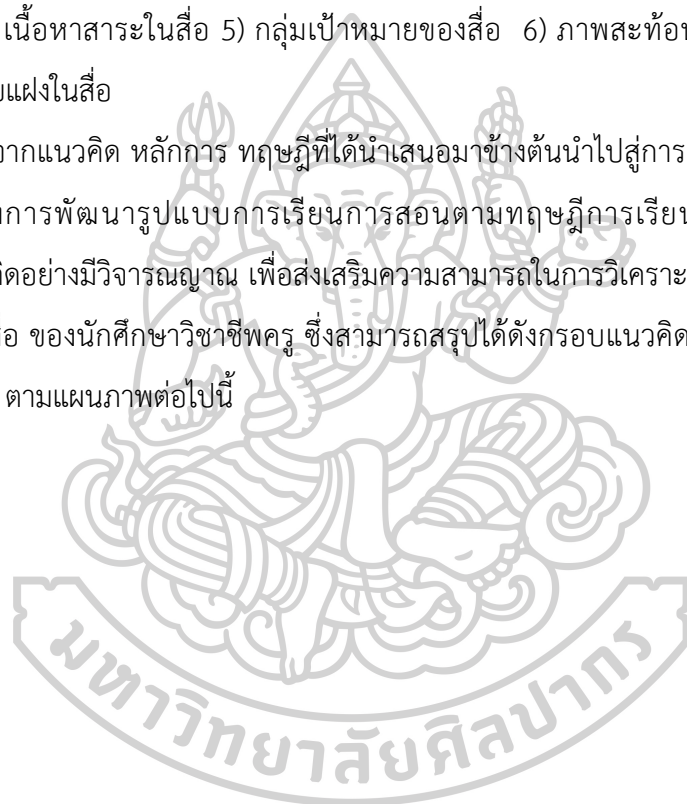 เนื้อหาสาระในสื่อ 5) กลุ่มเป้าหมายของสื่อ 6) ภาพสะท้อน
แฝงในสื่อ
จากแนวคิด หลักการ ทฤษฎีที่ได้นำเสนอมาข้างต้นนำไปสู่การ
การพัฒนารูปแบบการเรียนการสอนตามทฤษฎีการเรียน
คิดอย่างมีวิจารณญาณ เพื่อส่งเสริมความสามารถในการวิเคราะ
ของนักศึกษาวิชาชีพครู ซึ่งสามารถสรุปได้ดังกรอบแนวคิด
ตามแผนภาพต่อไปนี้
มหาวิทยาลัยศิลปากร